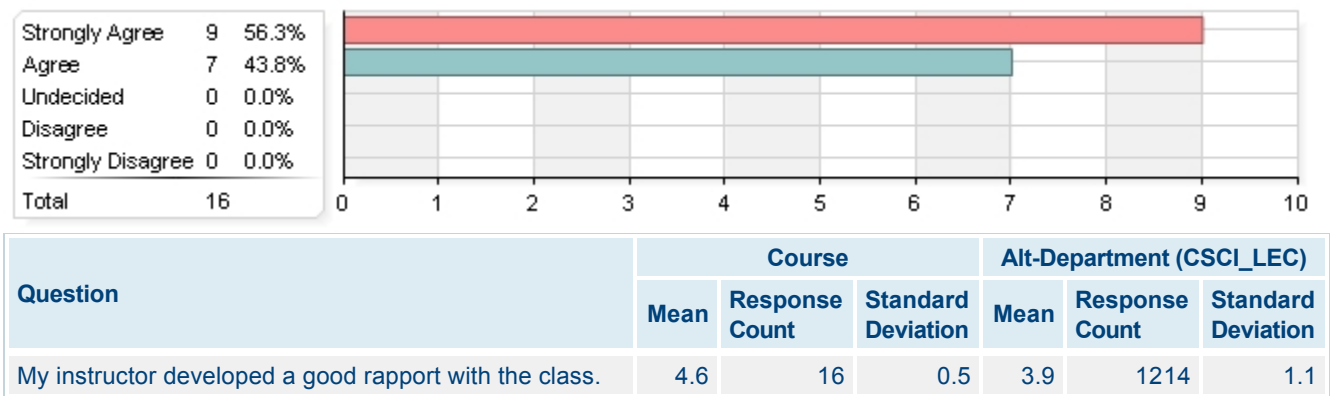 Strongly Agree 9 56.3%
Agree 7 43.8%
Undecided 0 0.0%
Disagree 0 0.0%
Strongly Disagree 0 0.0%
Total 16
0 1 2 3 4 5 6 7 8 9 10
Course Alt-Department (CSCI_LEC)
Question Mean Response Count Standard Deviation Mean Response Count Standard Deviation
My instructor developed a good rapport with the class. 4.6 16 0.5 3.9 1214 1.1